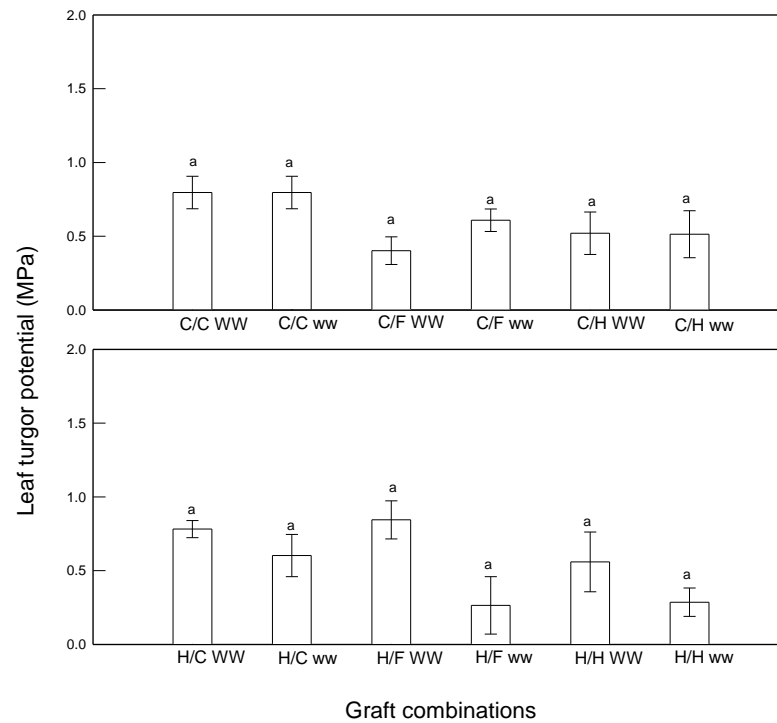 2.0
1.5
1.0
0.5
0.0
a a a a a a
C/C WW C/C ww C/F WW C/F ww C/H WW C/H ww
Leaf turgor potential (MPa)
2.0
1.5
1.0
0.5
0.0
a a a a a a
H/C WW H/C ww H/F WW H/F ww H/H WW H/H ww
Graft combinations